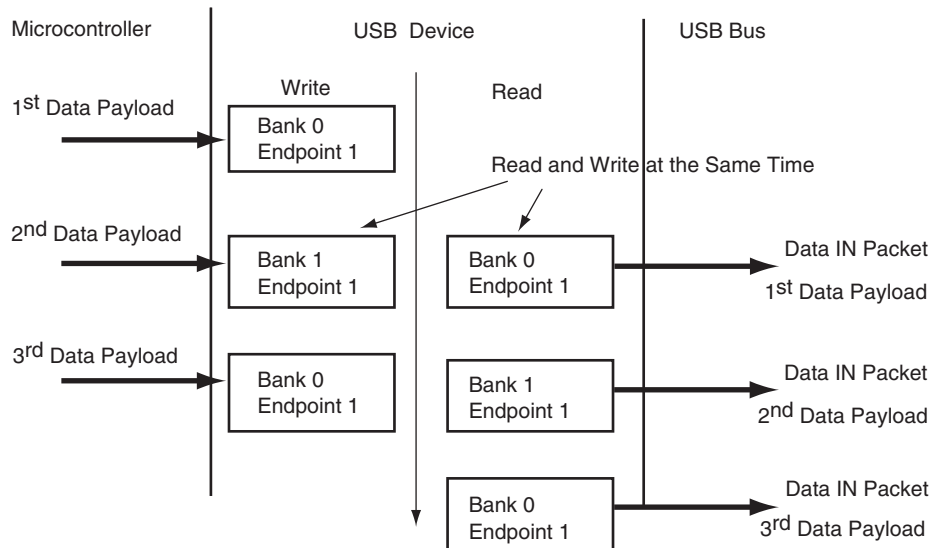 Microcontroller USB Device USB Bus
Write
Read
1st Data Payload
Bank 0
Endpoint 1
Read and Write at the Same Time
2nd Data Payload
Bank 1
Endpoint 1
Bank 0
Endpoint 1
Data IN Packet
1st Data Payload
3rd Data Payload
Bank 0
Endpoint 1
Bank 1
Endpoint 1
Data IN Packet
2nd Data Payload
Bank 0
Endpoint 1
Data IN Packet
3rd Data Payload